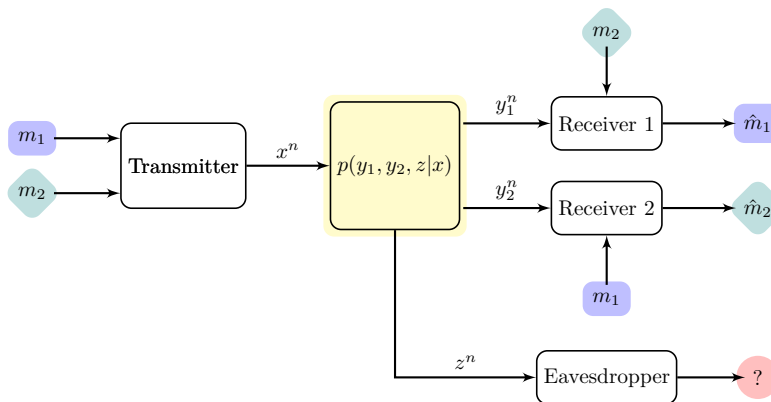 m₂
y₁ⁿ
m₁
Receiver 1
m̂₁
Transmitter
xⁿ
p(y₁, y₂, z|x)
m₂
y₂ⁿ
Receiver 2
m̂₂
m₁
zⁿ
Eavesdropper
?